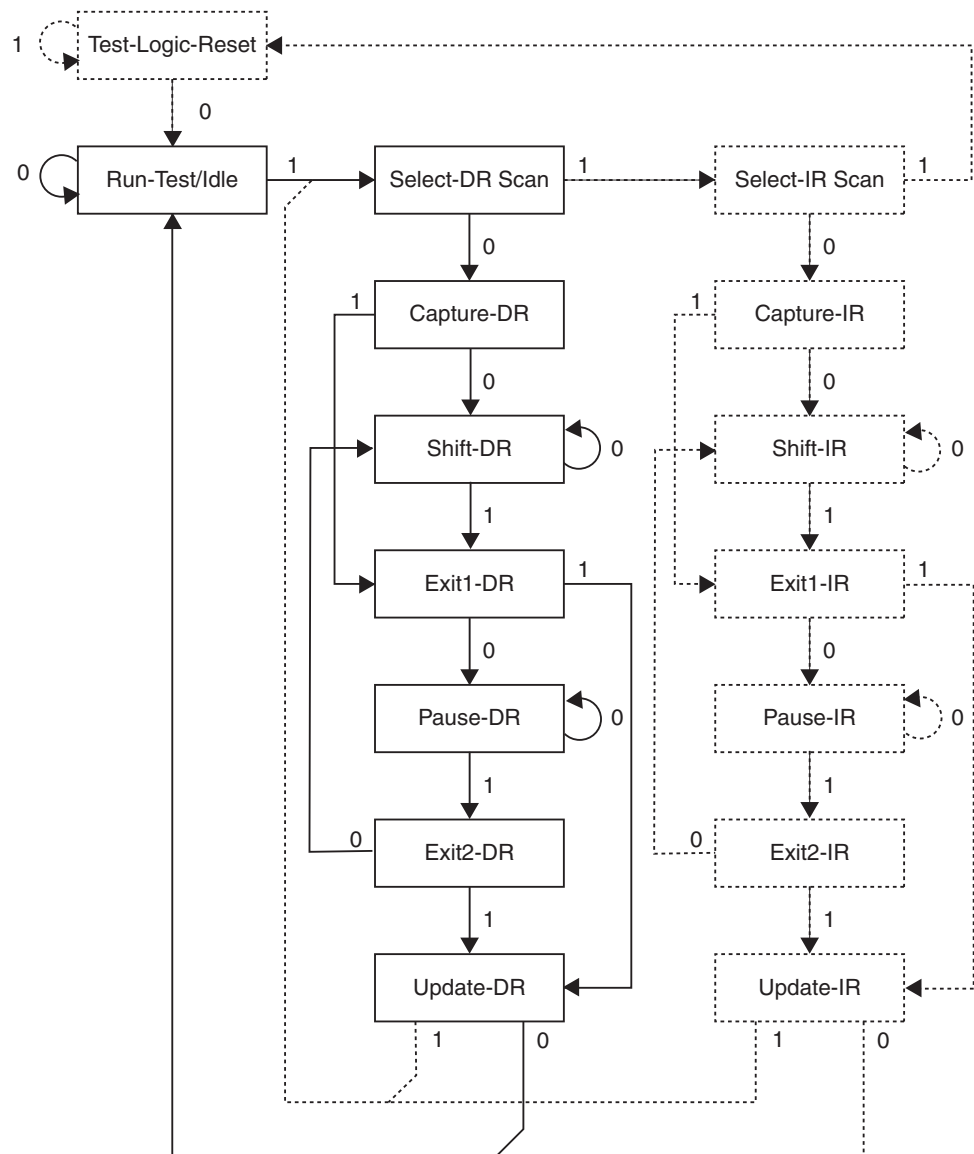 1 Test-Logic-Reset
0
0 Run-Test/Idle 1 Select-DR Scan 1 Select-IR Scan 1
0 0
1 Capture-DR 1 Capture-IR
0 0
Shift-DR 0 Shift-IR 0
1 1
Exit1-DR 1 Exit1-IR 1
0 0
Pause-DR 0 Pause-IR 0
1 1
0 Exit2-DR 0 Exit2-IR
1 1
Update-DR Update-IR
1 0 1 0